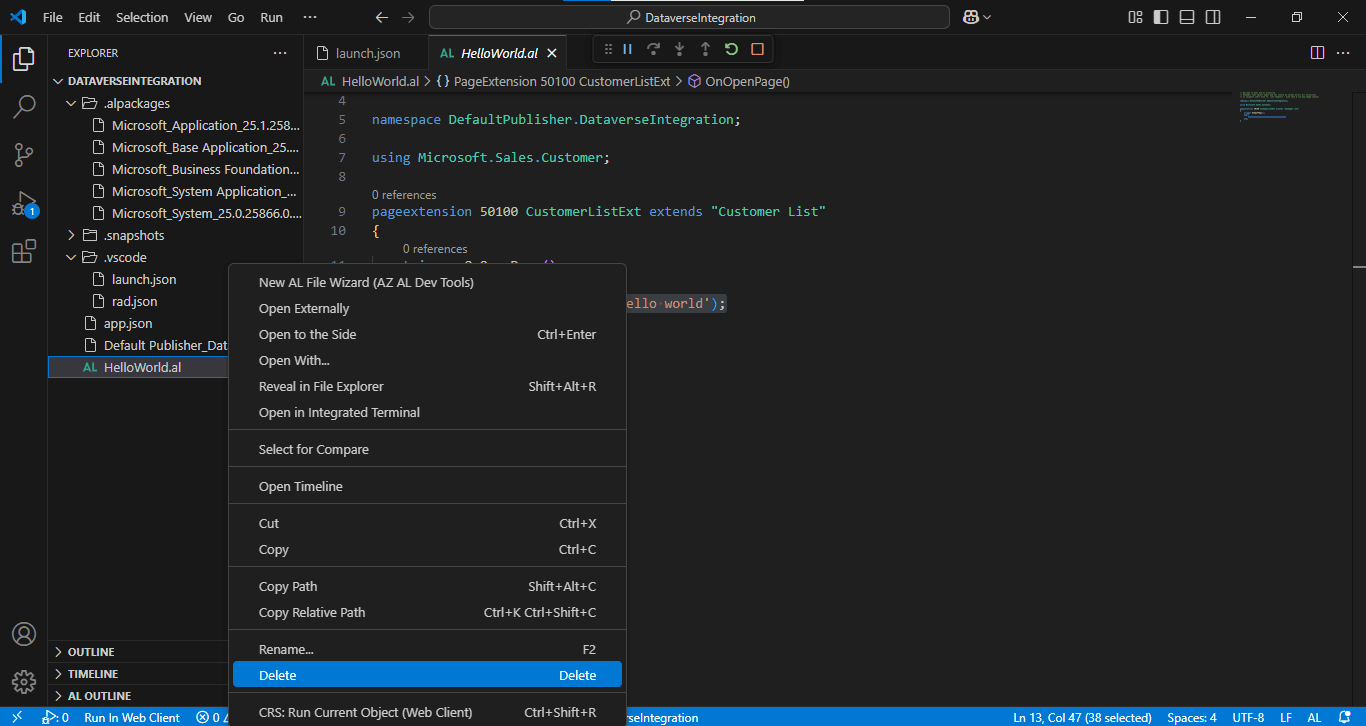 File Edit Selection View Go Run ···
DataverseIntegration
EXPLORER
launch.json
AL HelloWorld.al
DATAVERSEINTEGRATION
AL HelloWorld.al > {} PageExtension 50100 CustomerListExt > OnOpenPage()
.alpackages
Microsoft_Application_25.1.258...
Microsoft_Base Application_25....
Microsoft_Business Foundation...
Microsoft_System Application_...
Microsoft_System_25.0.25866.0....
.snapshots
.vscode
launch.json
rad.json
app.json
Default Publisher_Dat
AL HelloWorld.al
4
5 namespace DefaultPublisher.DataverseIntegration;
6
7 using Microsoft.Sales.Customer;
8
0 references
9 pageextension 50100 CustomerListExt extends "Customer List"
10 {
0 references
ello world');
New AL File Wizard (AZ AL Dev Tools)
Open Externally
Open to the Side Ctrl+Enter
Open With...
Reveal in File Explorer Shift+Alt+R
Open in Integrated Terminal
Select for Compare
Open Timeline
Cut Ctrl+X
Copy Ctrl+C
Copy Path Shift+Alt+C
Copy Relative Path Ctrl+K Ctrl+Shift+C
Rename... F2
Delete Delete
CRS: Run Current Object (Web Client) Ctrl+Shift+R
OUTLINE
TIMELINE
AL OUTLINE
1
: 0 Run In Web Client 0
rseIntegration
Ln 13, Col 47 (38 selected) Spaces: 4 UTF-8 LF AL